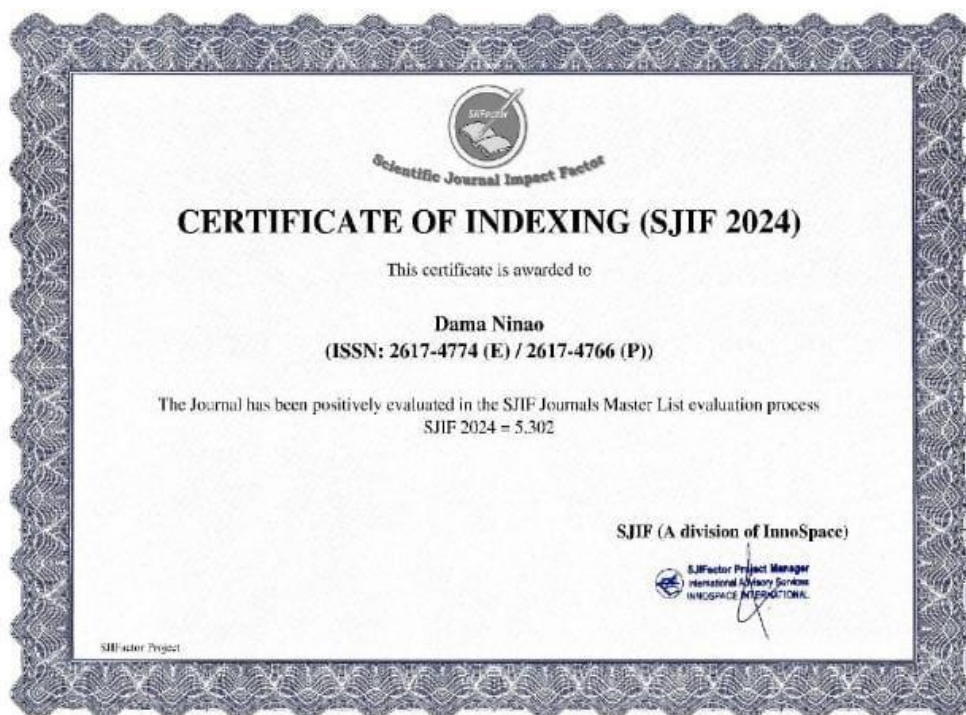 SJIFactor
Scientific Journal Impact Factor
CERTIFICATE OF INDEXING (SJIF 2024)
This certificate is awarded to
Dama Ninao
(ISSN: 2617-4774 (E) / 2617-4766 (P))
The Journal has been positively evaluated in the SJIF Journals Master List evaluation process
SJIF 2024 = 5.302
SJIF (A division of InnoSpace)
SJIFactor Project Manager
International Advisory Services
INNOSPACE INTERNATIONAL
SJIFactor Project